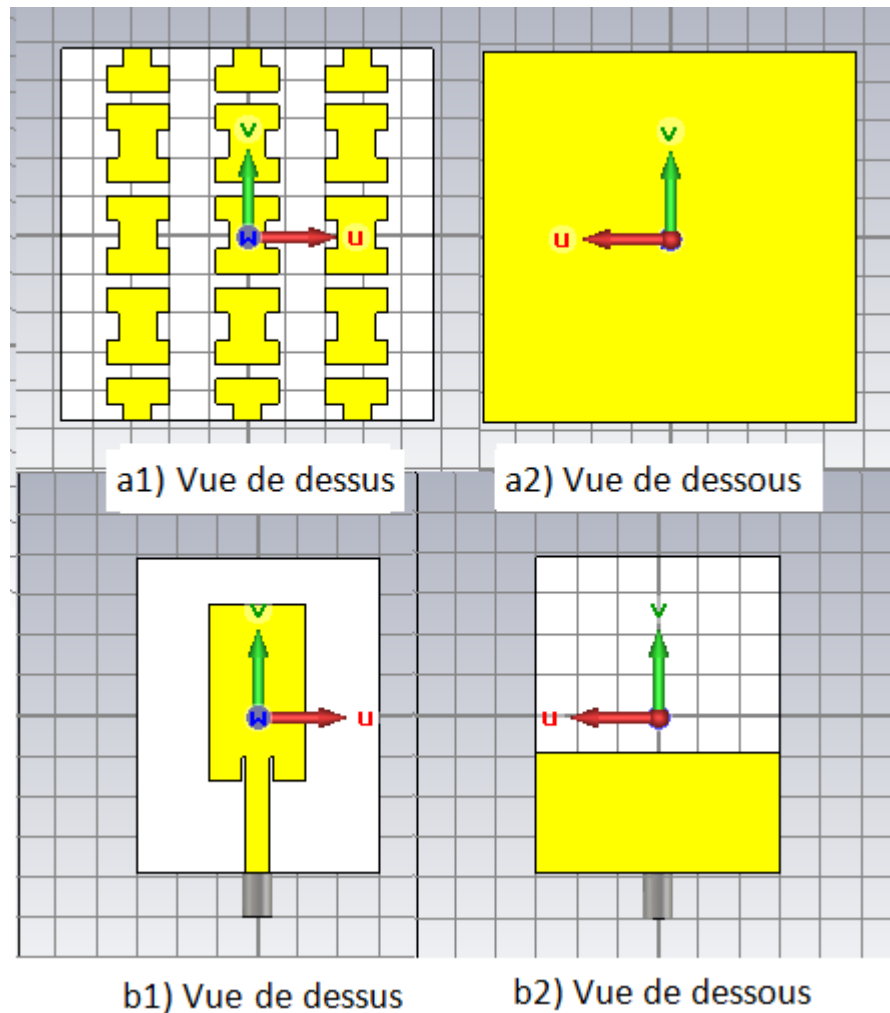 v
v
w
u
u
a1) Vue de dessus
a2) Vue de dessous
v
v
w
u
u
b1) Vue de dessus
b2) Vue de dessous